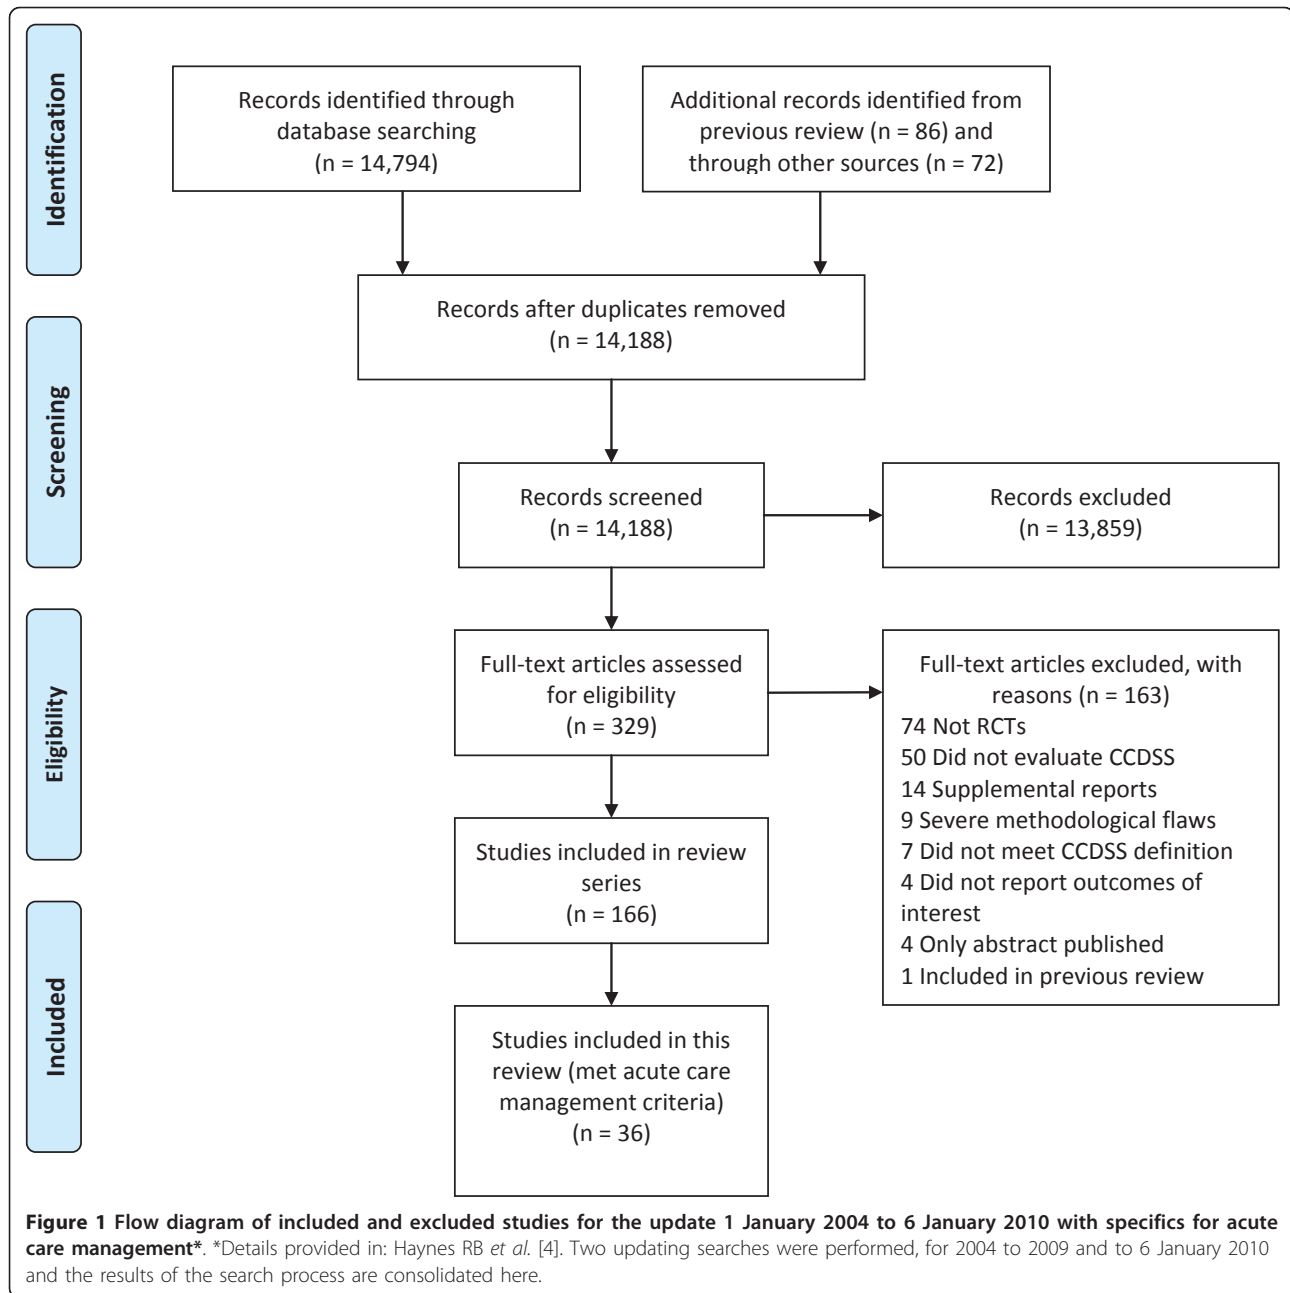 Identification
Records identified through
database searching
(n = 14,794)
Additional records identified from
previous review (n = 86) and
through other sources (n = 72)
Records after duplicates removed
(n = 14,188)
Screening
Records screened
(n = 14,188)
Records excluded
(n = 13,859)
Eligibility
Full-text articles assessed
for eligibility
(n = 329)
Full-text articles excluded, with
reasons (n = 163)
74 Not RCTs
50 Did not evaluate CCDSS
14 Supplemental reports
9 Severe methodological flaws
7 Did not meet CCDSS definition
4 Did not report outcomes of
interest
4 Only abstract published
1 Included in previous review
Studies included in review
series
(n = 166)
Included
Studies included in this
review (met acute care
management criteria)
(n = 36)
Figure 1 Flow diagram of included and excluded studies for the update 1 January 2004 to 6 January 2010 with specifics for acute
care management*. *Details provided in: Haynes RB et al. [4]. Two updating searches were performed, for 2004 to 2009 and to 6 January 2010
and the results of the search process are consolidated here.